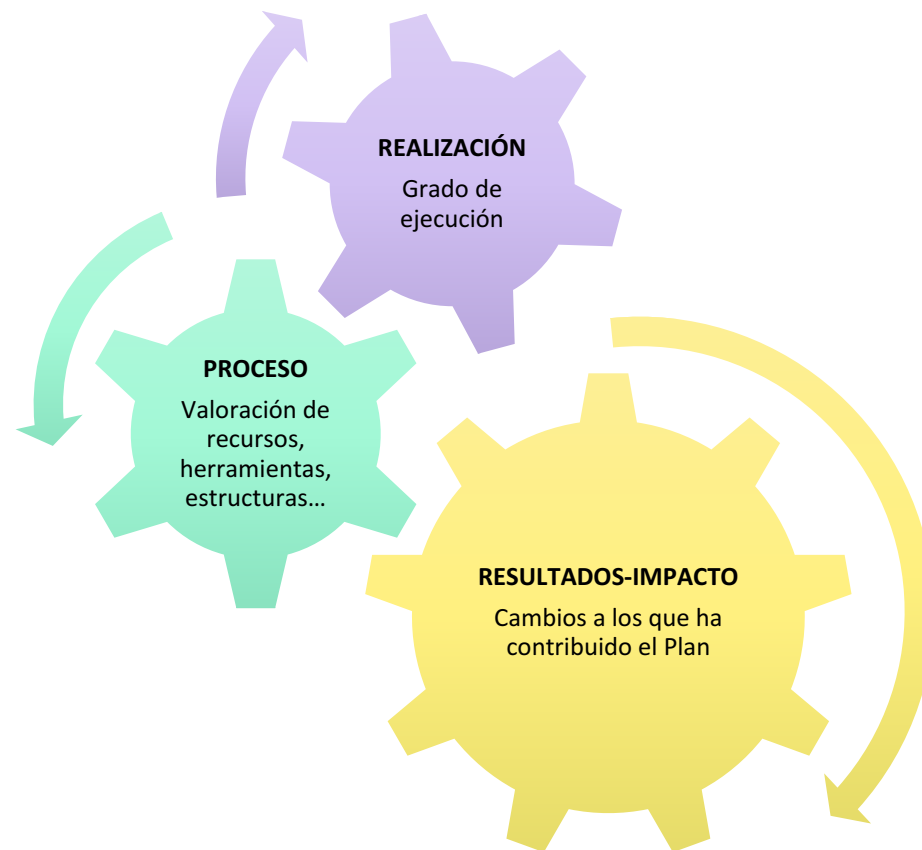 REALIZACIÓN
Grado de
ejecución
PROCESO
Valoración de
recursos,
herramientas,
estructuras…
RESULTADOS-IMPACTO
Cambios a los que ha
contribuido el Plan